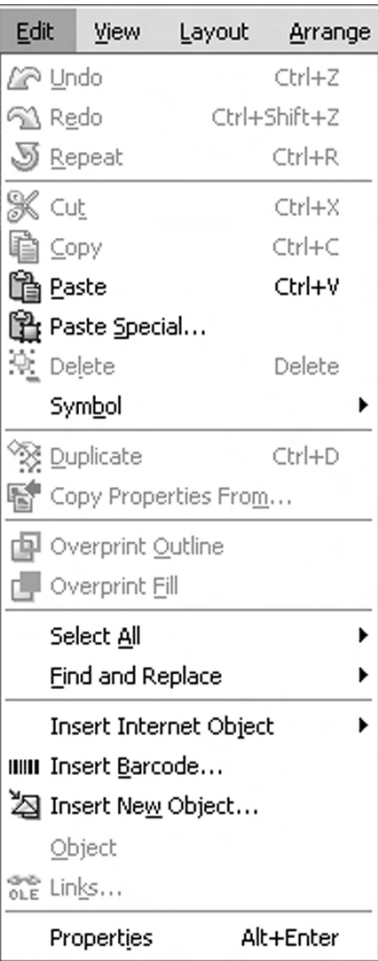 Edit View Layout Arrange
Undo Ctrl+Z
Redo Ctrl+Shift+Z
Repeat Ctrl+R
Cut Ctrl+X
Copy Ctrl+C
Paste Ctrl+V
Paste Special...
Delete Delete
Symbol
Duplicate Ctrl+D
Copy Properties From...
Overprint Outline
Overprint Fill
Select All
Find and Replace
Insert Internet Object
Insert Barcode...
Insert New Object...
Object
OLE Links...
Properties Alt+Enter